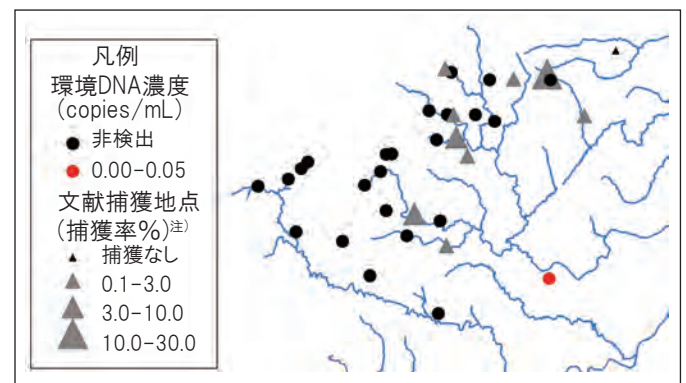 凡例
環境DNA濃度
(copies/mL)
非検出
0.00-0.05
文献捕獲地点
(捕獲率%)注)
捕獲なし
0.1-3.0
3.0-10.0
10.0-30.0